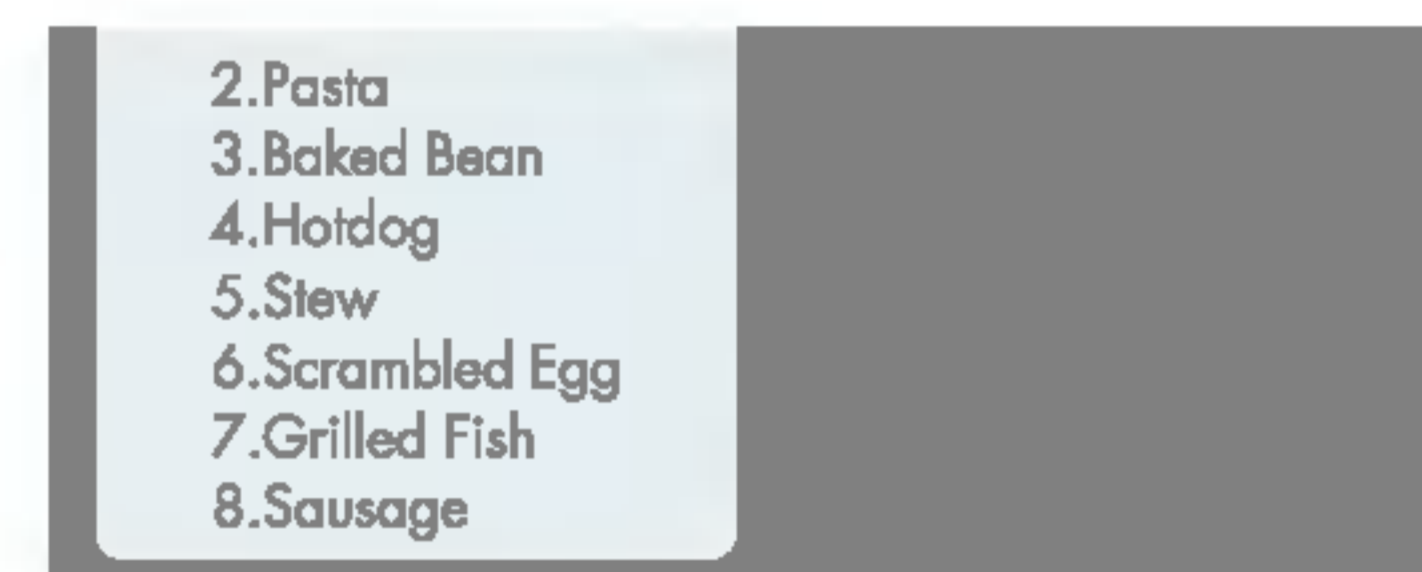 2.Pasta
3.Baked Bean
4.Hotdog
5.Stew
6.Scrambled Egg
7.Grilled Fish
8.Sausage